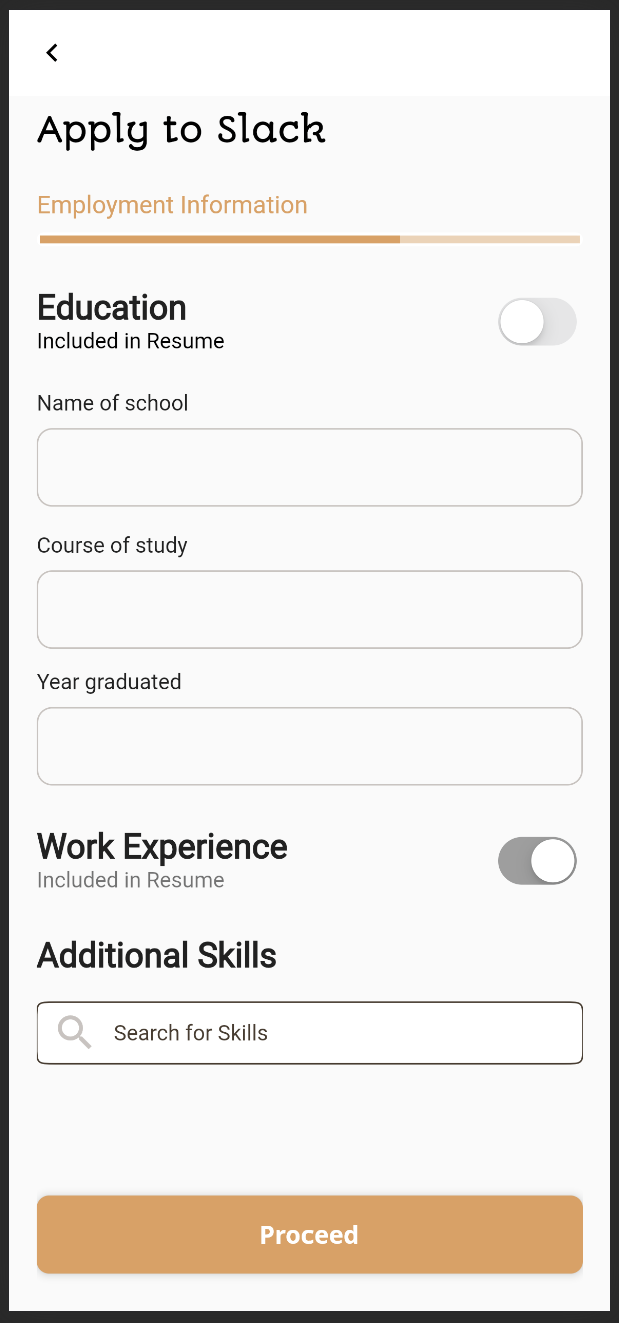 Apply to Slack
Employment Information
Education
Included in Resume
Name of school
Course of study
Year graduated
Work Experience
Included in Resume
Additional Skills
Search for Skills
Proceed